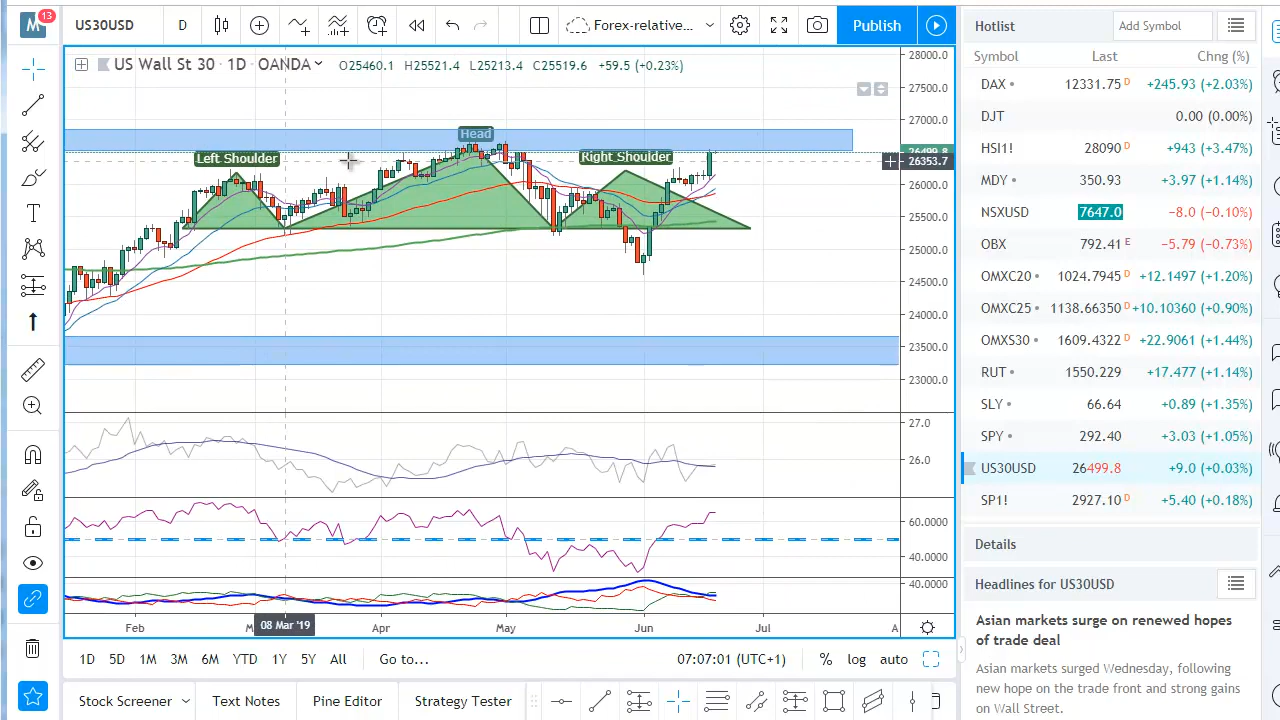 M 13 US30USD D Forex-relative... Publish
US Wall St 30 · 1D · OANDA O25460.1 H25521.4 L25213.4 C25519.6 +59.5 (+0.23%)
28000.0
27500.0
27000.0
26499.8
26353.7
26000.0
25500.0
25000.0
24500.0
24000.0
23500.0
23000.0
Left Shoulder
Head
Right Shoulder
27.0
26.0
60.0000
40.0000
40.0000
Feb 08 Mar '19 Apr May Jun Jul A
1D 5D 1M 3M 6M YTD 1Y 5Y All Go to... 07:07:01 (UTC+1) % log auto
Stock Screener Text Notes Pine Editor Strategy Tester
Hotlist Add Symbol
Symbol Last Chng (%)
DAX • 12331.75 D +245.93 (+2.03%)
DJT 0.00 (0.00%)
HSI1! • 28090 D +943 (+3.47%)
MDY • 350.93 +3.97 (+1.14%)
NSXUSD 7647.0 −8.0 (−0.10%)
OBX 792.41 E −5.79 (−0.73%)
OMXC20 • 1024.7945 D +12.1497 (+1.20%)
OMXC25 • 1138.66350 D +10.10360 (+0.90%)
OMXS30 • 1609.4322 D +22.9061 (+1.44%)
RUT • 1550.229 +17.477 (+1.14%)
SLY • 66.64 +0.89 (+1.35%)
SPY • 292.40 +3.03 (+1.05%)
US30USD 26499.8 +9.0 (+0.03%)
SP1! 2927.10 D +5.40 (+0.18%)
Details
Headlines for US30USD
Asian markets surge on renewed hopes
of trade deal
Asian markets surged Wednesday, following
new hope on the trade front and strong gains
on Wall Street.